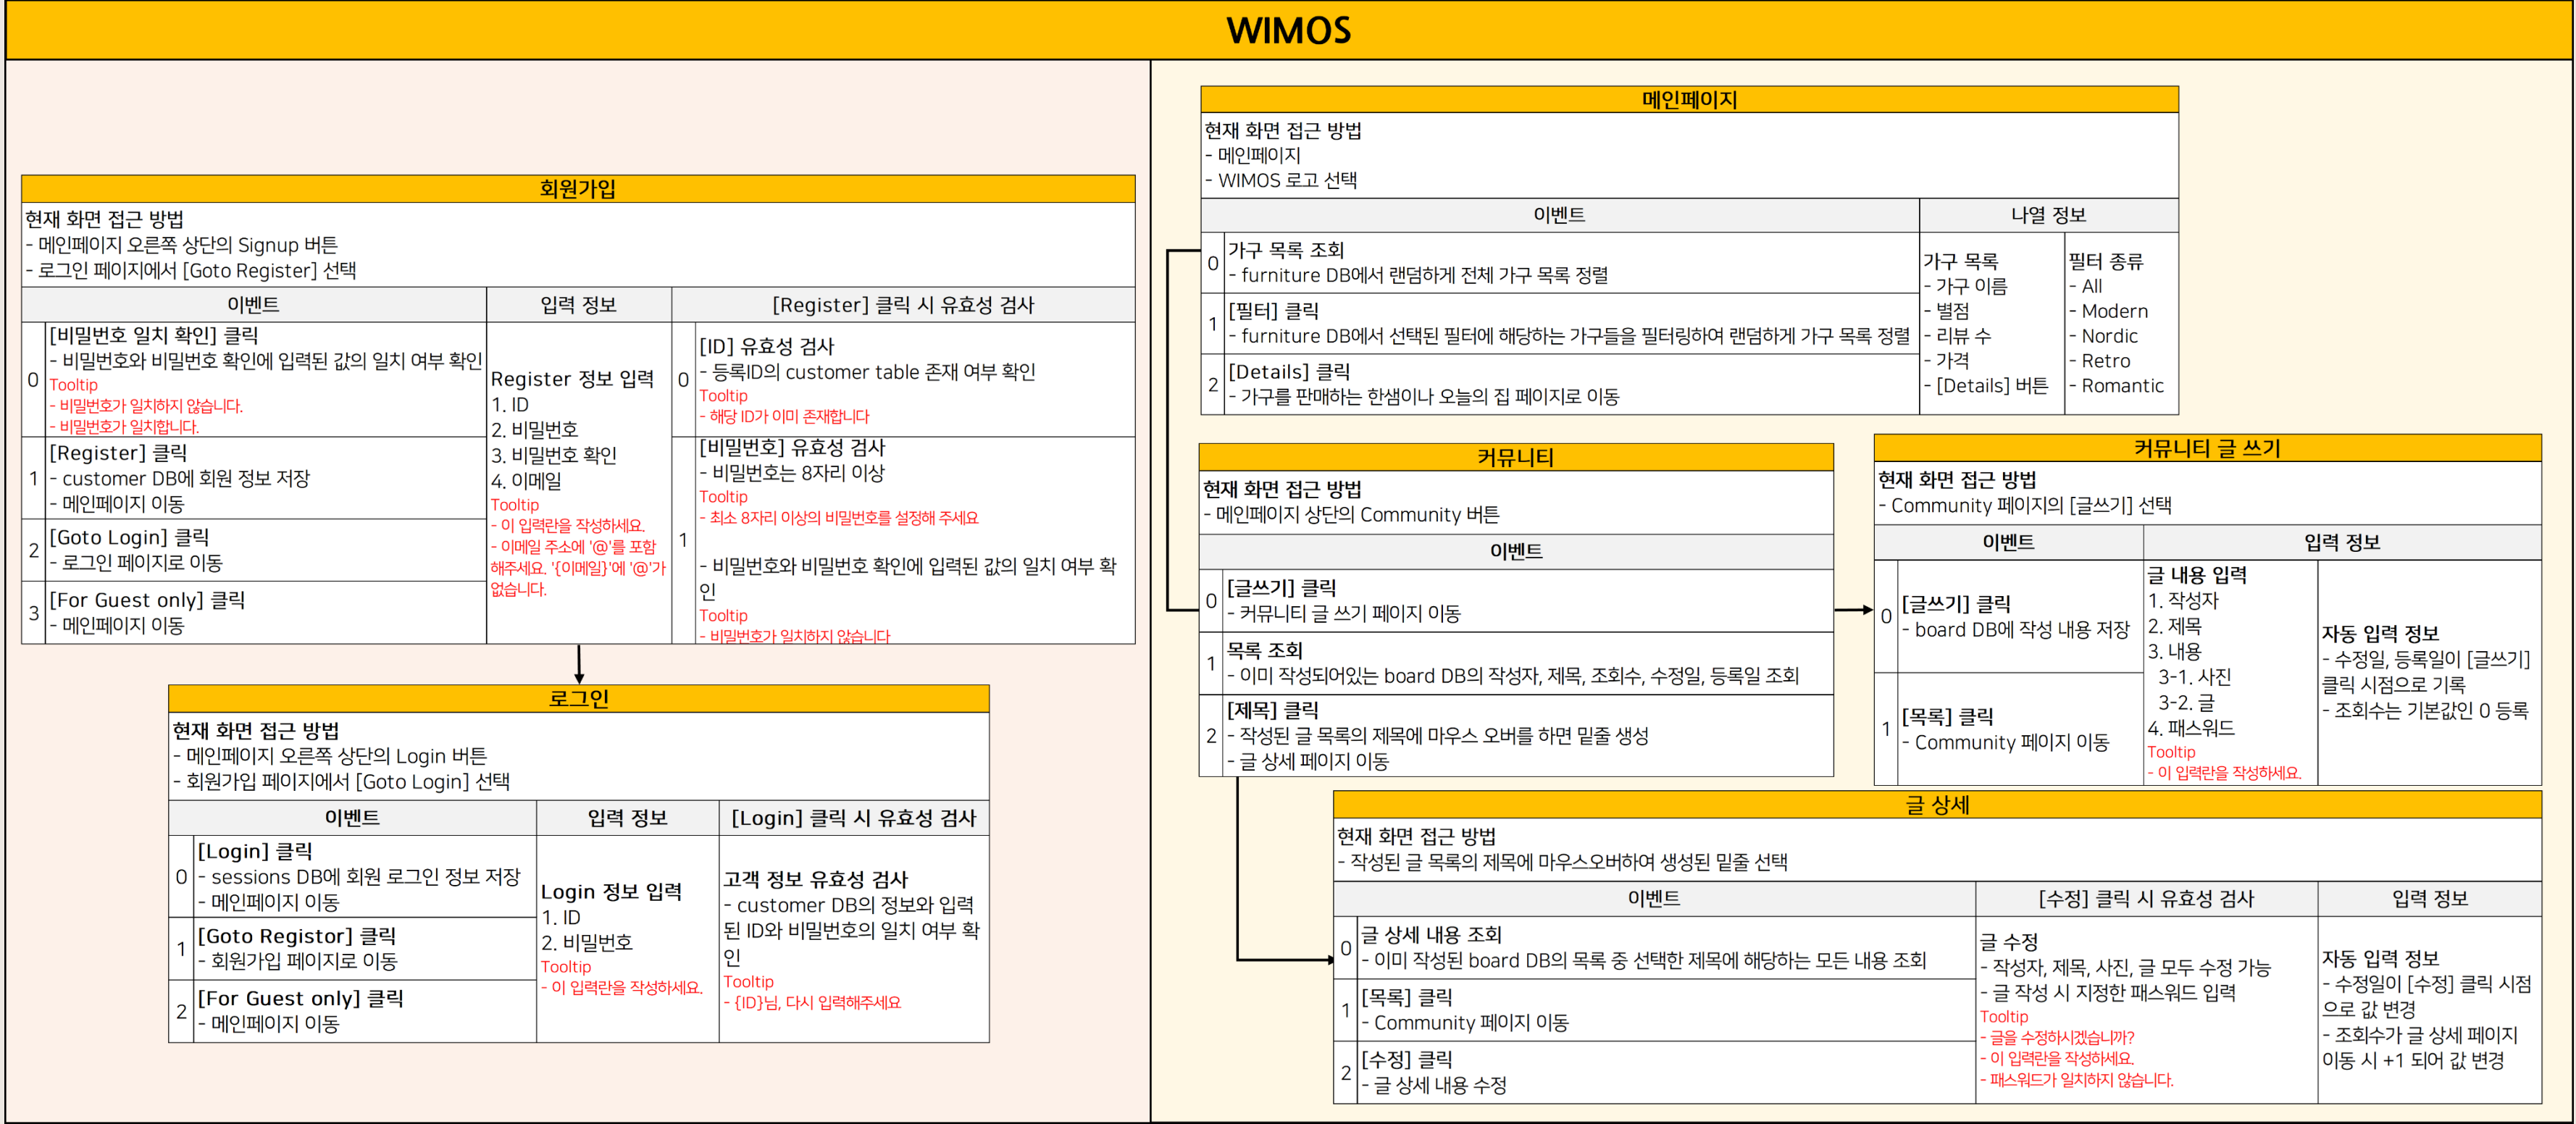 WIMOS
회원가입
현재 화면 접근 방법
- 메인페이지 오른쪽 상단의 Signup 버튼
- 로그인 페이지에서 [Goto Register] 선택
이벤트
입력 정보
[Register] 클릭 시 유효성 검사
0
[비밀번호 일치 확인] 클릭
- 비밀번호와 비밀번호 확인에 입력된 값의 일치 여부 확인
Tooltip
- 비밀번호가 일치하지 않습니다.
- 비밀번호가 일치합니다.
1
[Register] 클릭
- customer DB에 회원 정보 저장
- 메인페이지 이동
2
[Goto Login] 클릭
- 로그인 페이지로 이동
3
[For Guest only] 클릭
- 메인페이지 이동
Register 정보 입력
1. ID
2. 비밀번호
3. 비밀번호 확인
4. 이메일
Tooltip
- 이 입력란을 작성하세요.
- 이메일 주소에 '@'를 포함
해주세요. '{이메일}'에 '@'가
없습니다.
0
[ID] 유효성 검사
- 등록ID의 customer table 존재 여부 확인
Tooltip
- 해당 ID가 이미 존재합니다
1
[비밀번호] 유효성 검사
- 비밀번호는 8자리 이상
Tooltip
- 최소 8자리 이상의 비밀번호를 설정해 주세요
- 비밀번호와 비밀번호 확인에 입력된 값의 일치 여부 확
인
Tooltip
- 비밀번호가 일치하지 않습니다
로그인
현재 화면 접근 방법
- 메인페이지 오른쪽 상단의 Login 버튼
- 회원가입 페이지에서 [Goto Login] 선택
이벤트
입력 정보
[Login] 클릭 시 유효성 검사
0
[Login] 클릭
- sessions DB에 회원 로그인 정보 저장
- 메인페이지 이동
1
[Goto Registor] 클릭
- 회원가입 페이지로 이동
2
[For Guest only] 클릭
- 메인페이지 이동
Login 정보 입력
1. ID
2. 비밀번호
Tooltip
- 이 입력란을 작성하세요.
고객 정보 유효성 검사
- customer DB의 정보와 입력
된 ID와 비밀번호의 일치 여부 확
인
Tooltip
- {ID}님, 다시 입력해주세요
메인페이지
현재 화면 접근 방법
- 메인페이지
- WIMOS 로고 선택
이벤트
나열 정보
0
가구 목록 조회
- furniture DB에서 랜덤하게 전체 가구 목록 정렬
1
[필터] 클릭
- furniture DB에서 선택된 필터에 해당하는 가구들을 필터링하여 랜덤하게 가구 목록 정렬
2
[Details] 클릭
- 가구를 판매하는 한샘이나 오늘의 집 페이지로 이동
가구 목록
- 가구 이름
- 별점
- 리뷰 수
- 가격
- [Details] 버튼
필터 종류
- All
- Modern
- Nordic
- Retro
- Romantic
커뮤니티
현재 화면 접근 방법
- 메인페이지 상단의 Community 버튼
이벤트
0
[글쓰기] 클릭
- 커뮤니티 글 쓰기 페이지 이동
1
목록 조회
- 이미 작성되어있는 board DB의 작성자, 제목, 조회수, 수정일, 등록일 조회
2
[제목] 클릭
- 작성된 글 목록의 제목에 마우스 오버를 하면 밑줄 생성
- 글 상세 페이지 이동
커뮤니티 글 쓰기
현재 화면 접근 방법
- Community 페이지의 [글쓰기] 선택
이벤트
입력 정보
0
[글쓰기] 클릭
- board DB에 작성 내용 저장
1
[목록] 클릭
- Community 페이지 이동
글 내용 입력
1. 작성자
2. 제목
3. 내용
3-1. 사진
3-2. 글
4. 패스워드
Tooltip
- 이 입력란을 작성하세요.
자동 입력 정보
- 수정일, 등록일이 [글쓰기]
클릭 시점으로 기록
- 조회수는 기본값인 0 등록
글 상세
현재 화면 접근 방법
- 작성된 글 목록의 제목에 마우스오버하여 생성된 밑줄 선택
이벤트
[수정] 클릭 시 유효성 검사
입력 정보
0
글 상세 내용 조회
- 이미 작성된 board DB의 목록 중 선택한 제목에 해당하는 모든 내용 조회
1
[목록] 클릭
- Community 페이지 이동
2
[수정] 클릭
- 글 상세 내용 수정
글 수정
- 작성자, 제목, 사진, 글 모두 수정 가능
- 글 작성 시 지정한 패스워드 입력
Tooltip
- 글을 수정하시겠습니까?
- 이 입력란을 작성하세요.
- 패스워드가 일치하지 않습니다.
자동 입력 정보
- 수정일이 [수정] 클릭 시점
으로 값 변경
- 조회수가 글 상세 페이지
이동 시 +1 되어 값 변경